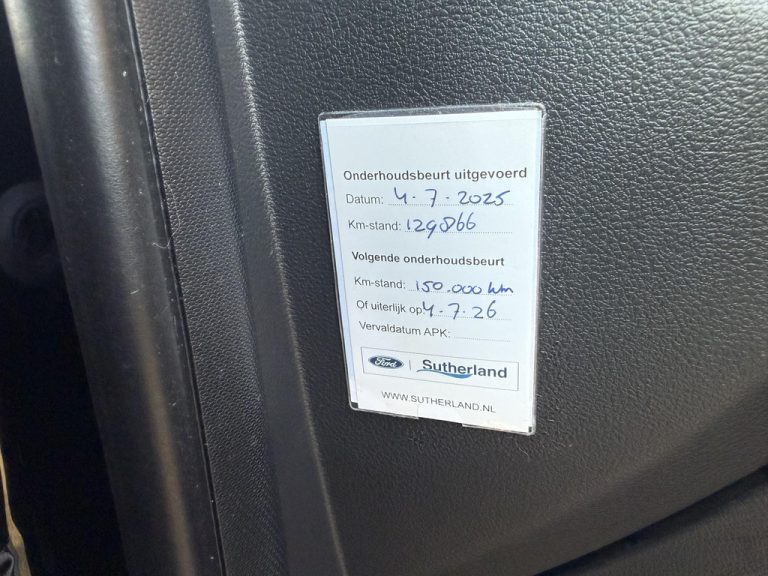 Onderhoudsbeurt uitgevoerd
Datum: 4-7-2025
Km-stand: 129866
Volgende onderhoudsbeurt
Km-stand: 150.000 km
Of uiterlijk op: 4-7-26
Vervaldatum APK:
Ford | Sutherland
WWW.SUTHERLAND.NL